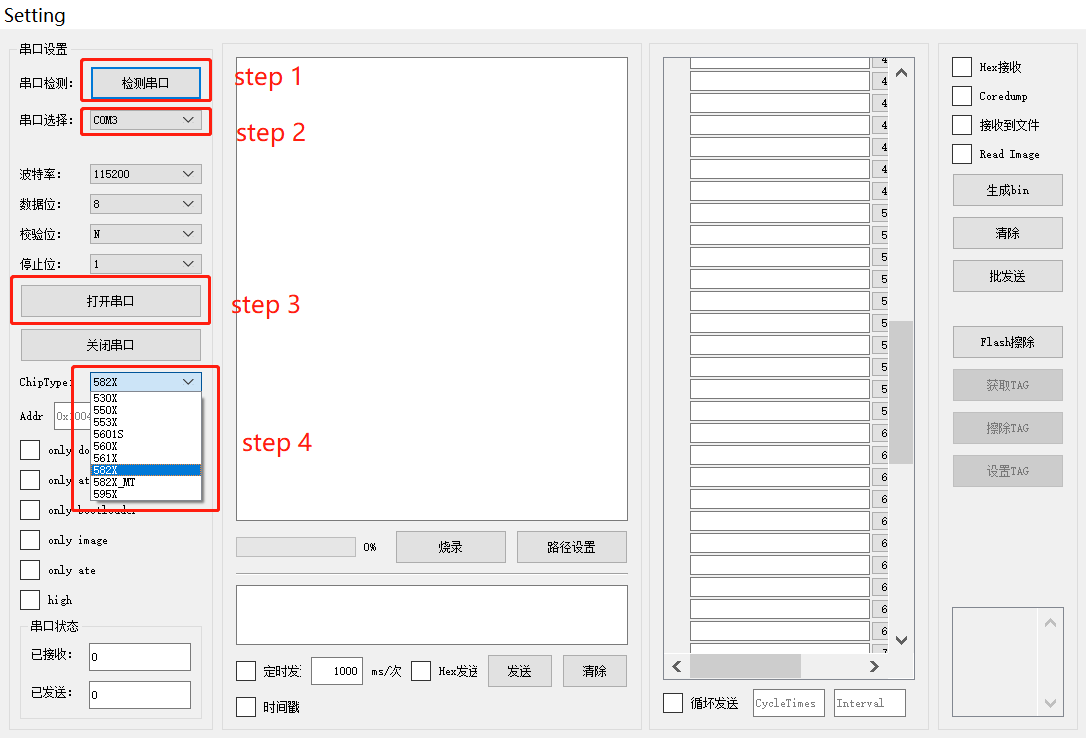 Setting
串口设置
串口检测: 检测串口
step 1
串口选择: COM3
step 2
波特率: 115200
数据位: 8
校验位: N
停止位: 1
打开串口
step 3
关闭串口
ChipType: 582X
530X
550X
553X
5601S
560X
561X
582X
582X_MT
595X
step 4
Addr 0x1004
only do
only at
only bootloader
only image
only ate
high
串口状态
已接收: 0
已发送: 0
0%
烧录
路径设置
定时发送
1000 ms/次
Hex发送
发送
清除
时间戳
4
4
4
4
4
4
4
5
5
5
5
5
5
5
5
5
5
6
6
6
6
6
6
6
6
6
6
7
循环发送
CycleTimes
Interval
Hex接收
Coredump
接收到文件
Read Image
生成bin
清除
批发送
Flash擦除
获取TAG
擦除TAG
设置TAG